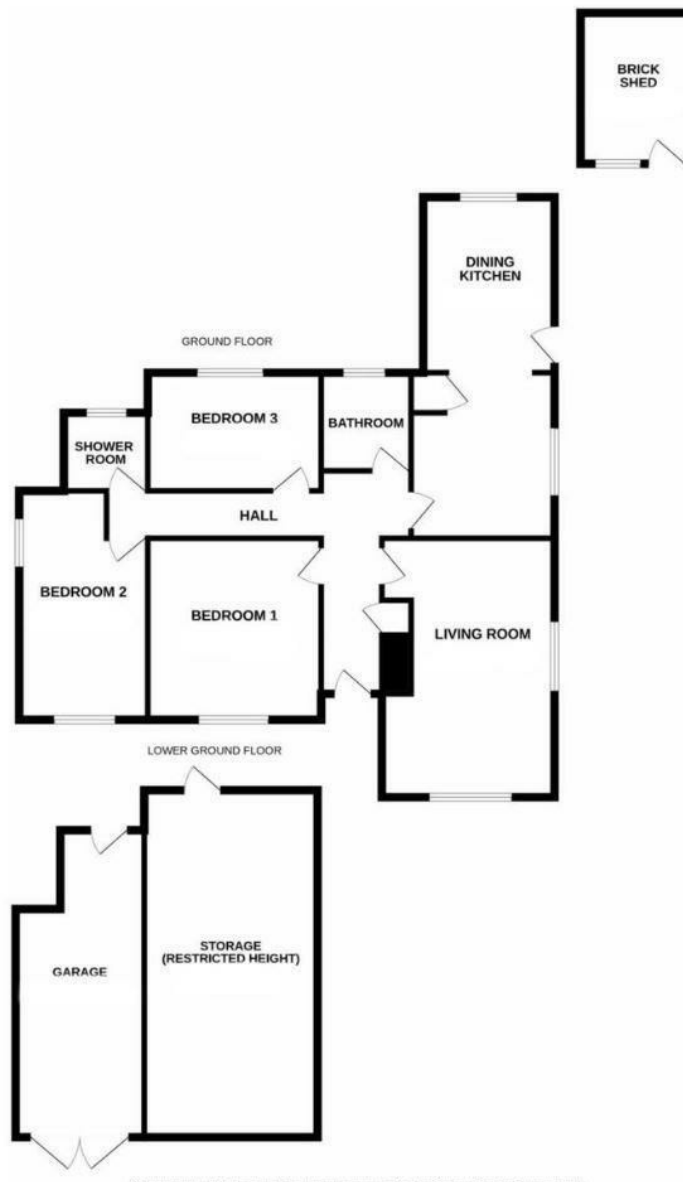 BRICK
SHED
DINING
KITCHEN
GROUND FLOOR
BEDROOM 3
BATHROOM
SHOWER
ROOM
HALL
BEDROOM 2
BEDROOM 1
LIVING ROOM
LOWER GROUND FLOOR
STORAGE
(RESTRICTED HEIGHT)
GARAGE